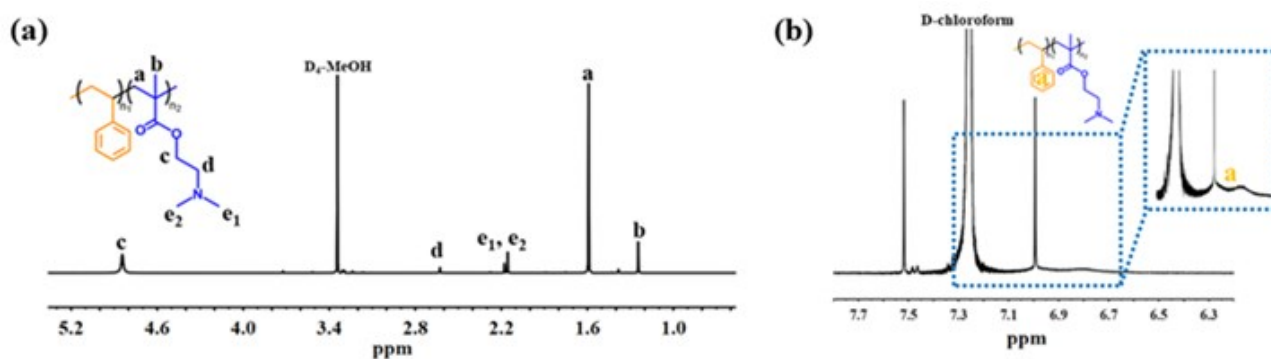 (a)
b
a
n₁
n₂
O
O
c
d
N
e₂
e₁
c
D₄-MeOH
d
e₁, e₂
a
b
5.2 4.6 4.0 3.4 2.8 2.2 1.6 1.0
ppm
(b)
D-chloroform
a
O
O
N
a
7.7 7.5 7.3 7.1 6.9 6.7 6.5 6.3
ppm